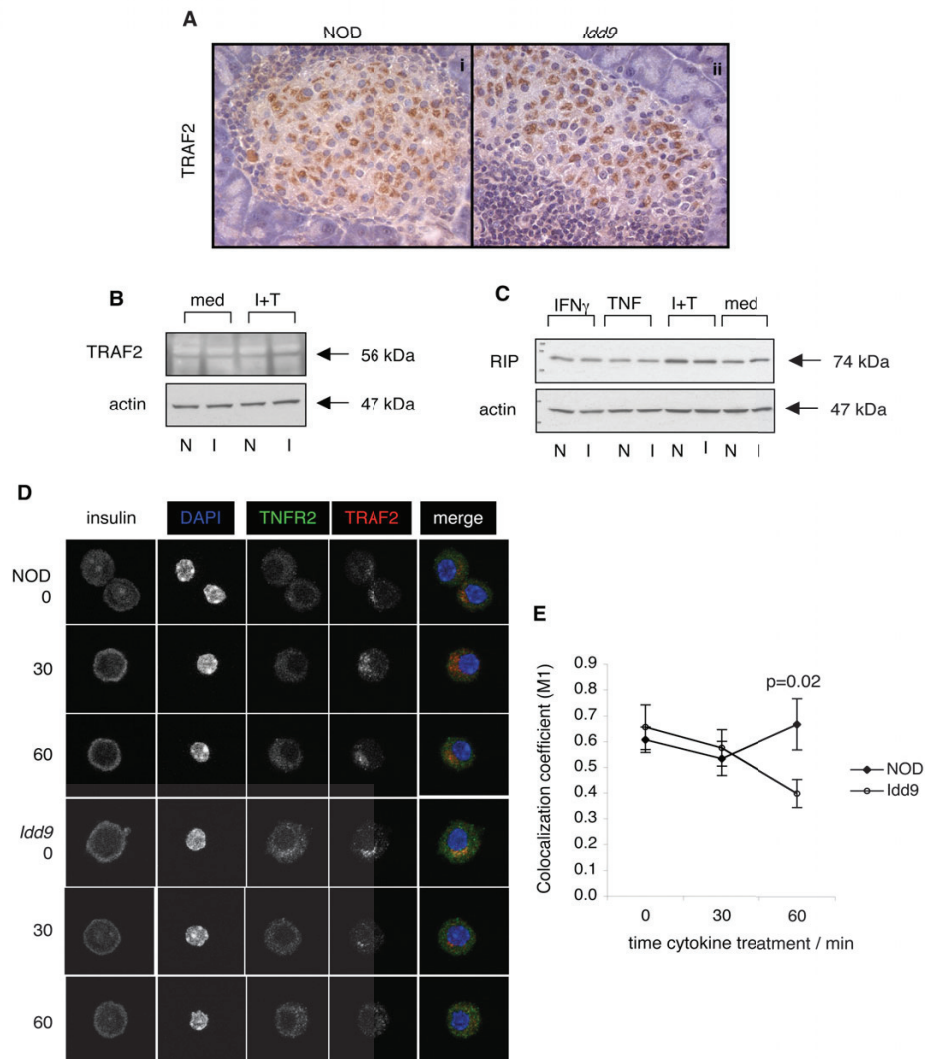 A
NOD Idd9
i ii
TRAF2
B
med I+T
TRAF2 56 kDa
actin 47 kDa
N I N I
C
IFNγ TNF I+T med
RIP 74 kDa
actin 47 kDa
N I N I N I N I
D
insulin DAPI TNFR2 TRAF2 merge
NOD
0
30
60
Idd9
0
30
60
E
p=0.02
Colocalization coefficient (M1)
0.9
0.8
0.7
0.6
0.5
0.4
0.3
0.2
0.1
0.0
0 30 60
time cytokine treatment / min
NOD
Idd9